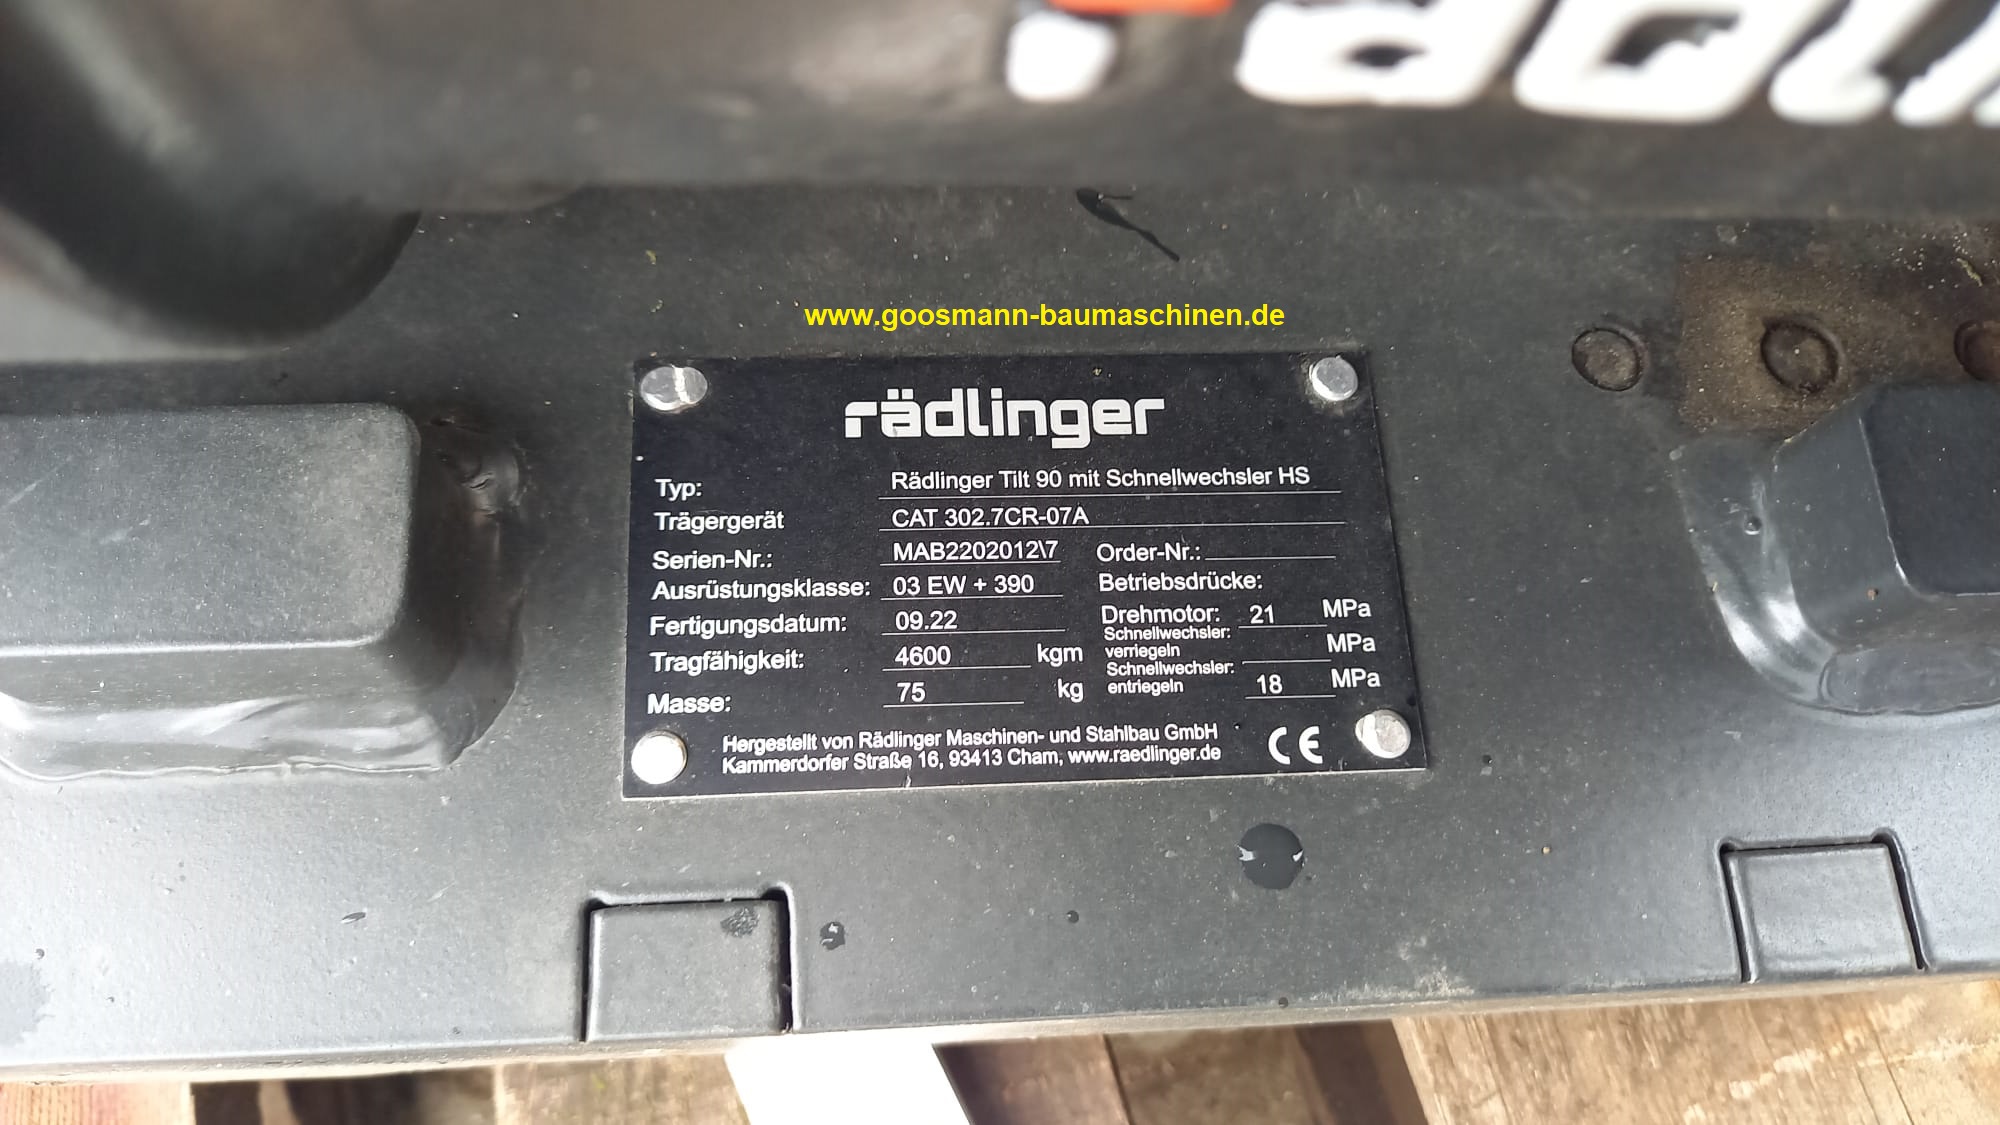 www.goosmann-baumaschinen.de
rädlinger
Typ: Rädlinger Tilt 90 mit Schnellwechsler HS
Trägergerät CAT 302.7CR-07A
Serien-Nr.: MAB2202012\7 Order-Nr.:
Ausrüstungsklasse: 03 EW + 390 Betriebsdrücke:
Fertigungsdatum: 09.22 Drehmotor: 21 MPa
Tragfähigkeit: 4600 kgm Schnellwechsler: verriegeln MPa
Masse: 75 kg Schnellwechsler: entriegeln 18 MPa
Hergestellt von Rädlinger Maschinen- und Stahlbau GmbH
Kammerdorfer Straße 16, 93413 Cham, www.raedlinger.de
CE